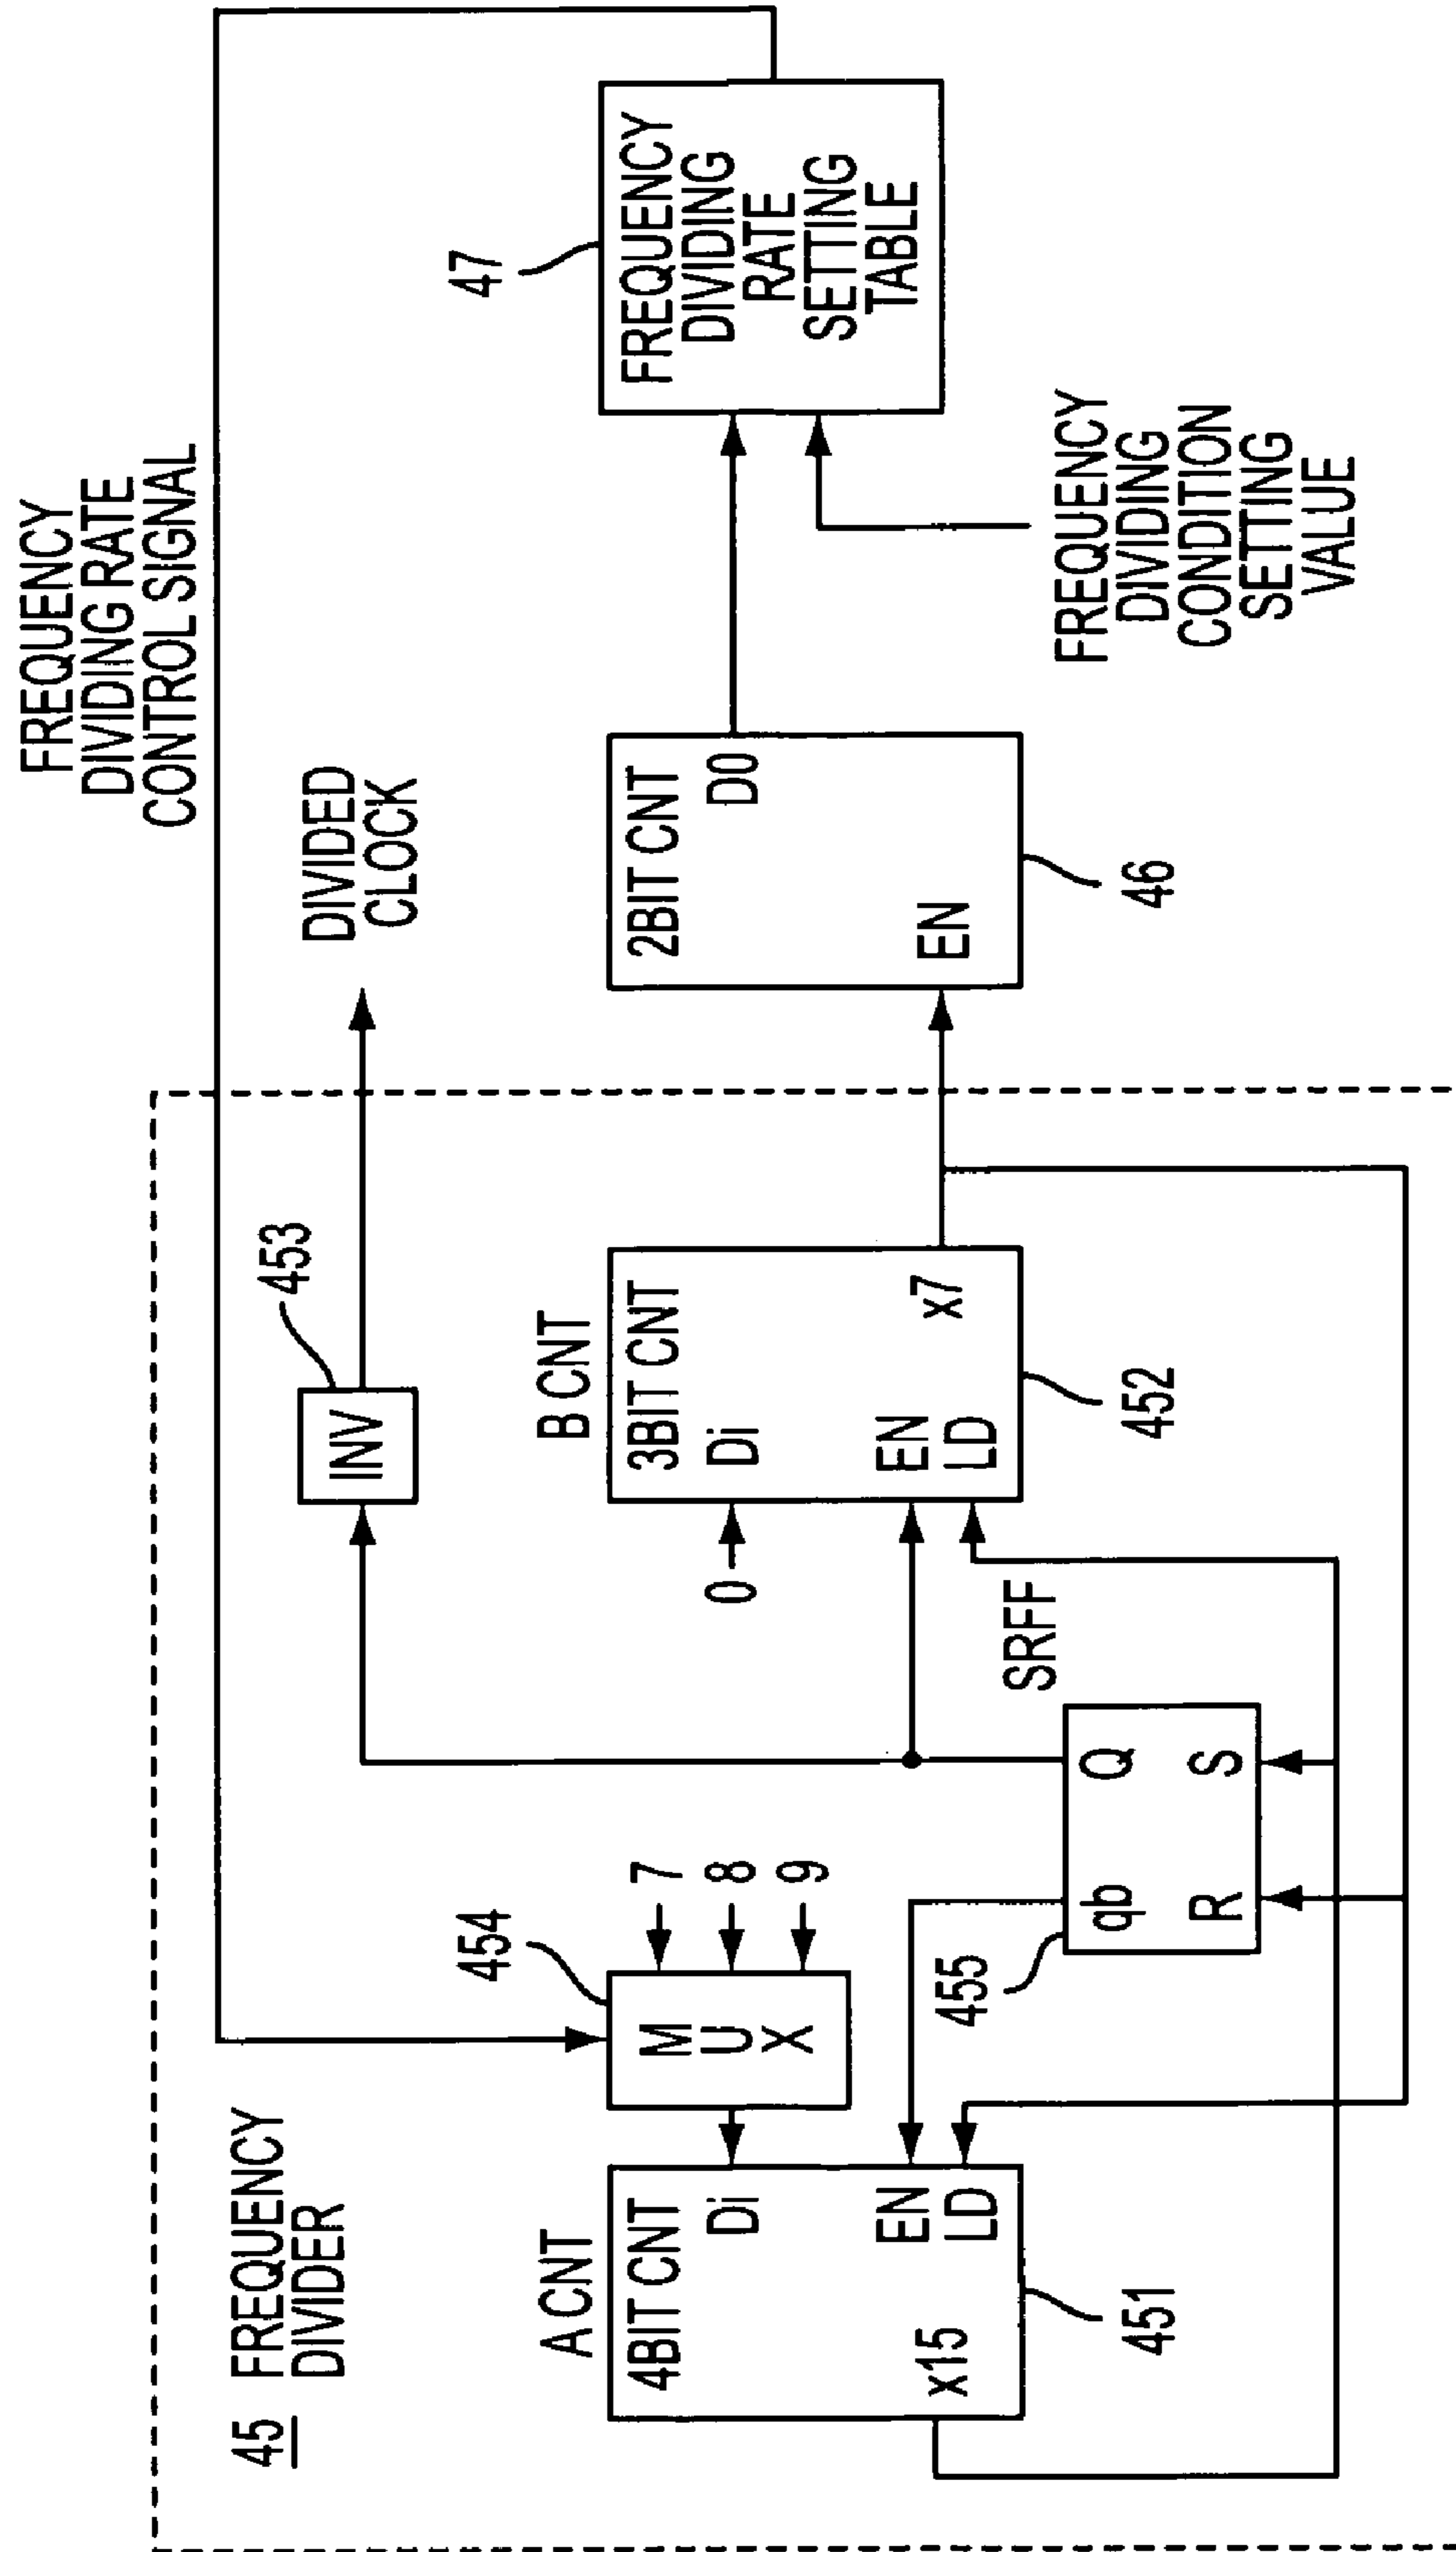 FREQUENCY
DIVIDING RATE
CONTROL SIGNAL
45 FREQUENCY
DIVIDER
453
INV
DIVIDED
CLOCK
A CNT
4BIT CNT
Di
EN
LD
x15
451
454
M
U
X
7
8
9
455
qb
Q
R
S
SRFF
0
B CNT
3BIT CNT
Di
EN
LD
x7
452
2BIT CNT
D0
EN
46
47
FREQUENCY
DIVIDING
RATE
SETTING
TABLE
FREQUENCY
DIVIDING
CONDITION
SETTING
VALUE